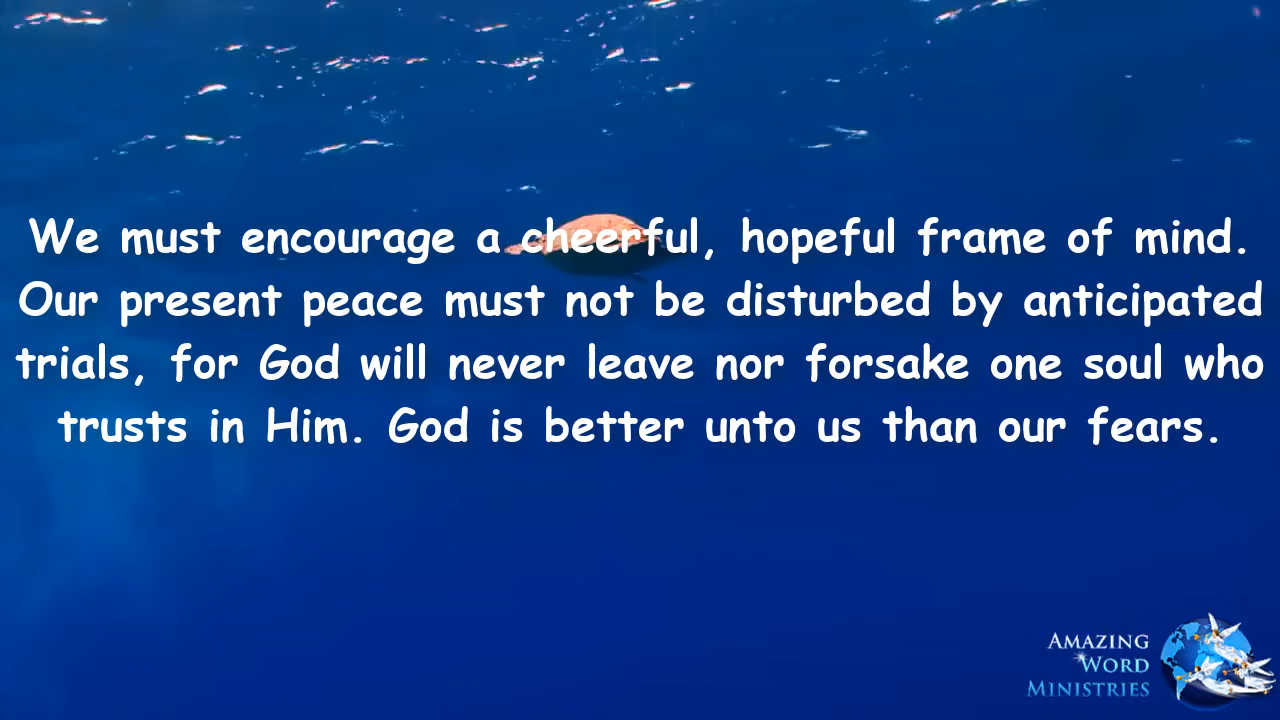 We must encourage a cheerful, hopeful frame of mind.
Our present peace must not be disturbed by anticipated
trials, for God will never leave nor forsake one soul who
trusts in Him. God is better unto us than our fears.
AMAZING
WORD
MINISTRIES